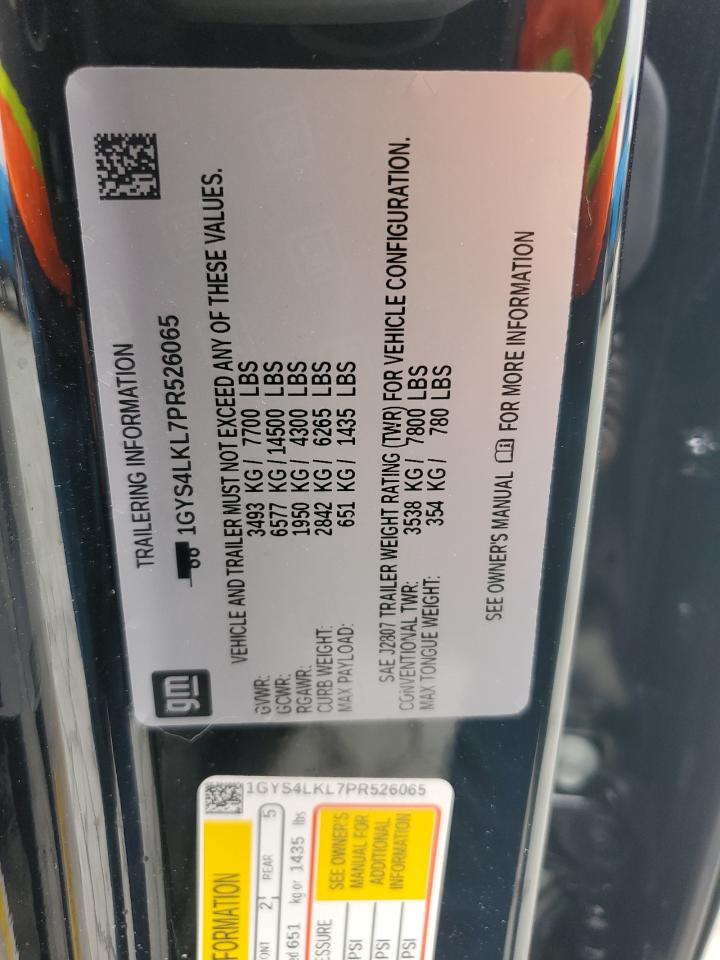 TRAILERING INFORMATION
gm
1GYS4LKL7PR526065
VEHICLE AND TRAILER MUST NOT EXCEED ANY OF THESE VALUES.
GVWR: 3493 KG / 7700 LBS
GCWR: 6577 KG / 14500 LBS
RGAWR: 1950 KG / 4300 LBS
CURB WEIGHT: 2842 KG / 6265 LBS
MAX PAYLOAD: 651 KG / 1435 LBS
SAE J2807 TRAILER WEIGHT RATING (TWR) FOR VEHICLE CONFIGURATION.
CONVENTIONAL TWR: 3538 KG / 7800 LBS
MAX TONGUE WEIGHT: 354 KG / 780 LBS
SEE OWNER'S MANUAL FOR MORE INFORMATION
1GYS4LKL7PR526065
FORMATION
ONT 2 REAR 5
ed 651 kg or 1435 lbs
ESSURE
PSI
PSI
PSI
SEE OWNER'S
MANUAL FOR
ADDITIONAL
INFORMATION